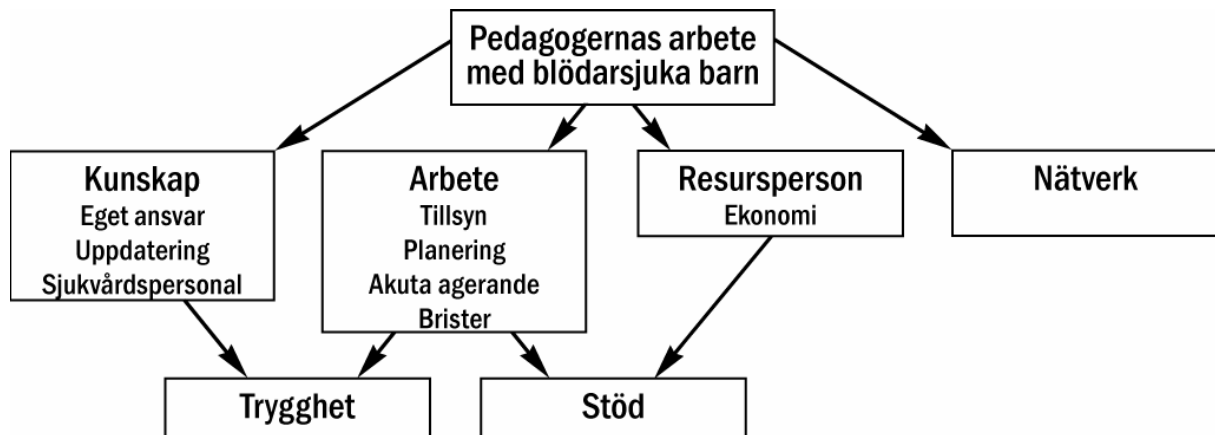 Pedagogernas arbete
med blödarsjuka barn
Kunskap
Eget ansvar
Uppdatering
Sjukvårdspersonal
Arbete
Tillsyn
Planering
Akuta agerande
Brister
Resursperson
Ekonomi
Nätverk
Trygghet
Stöd